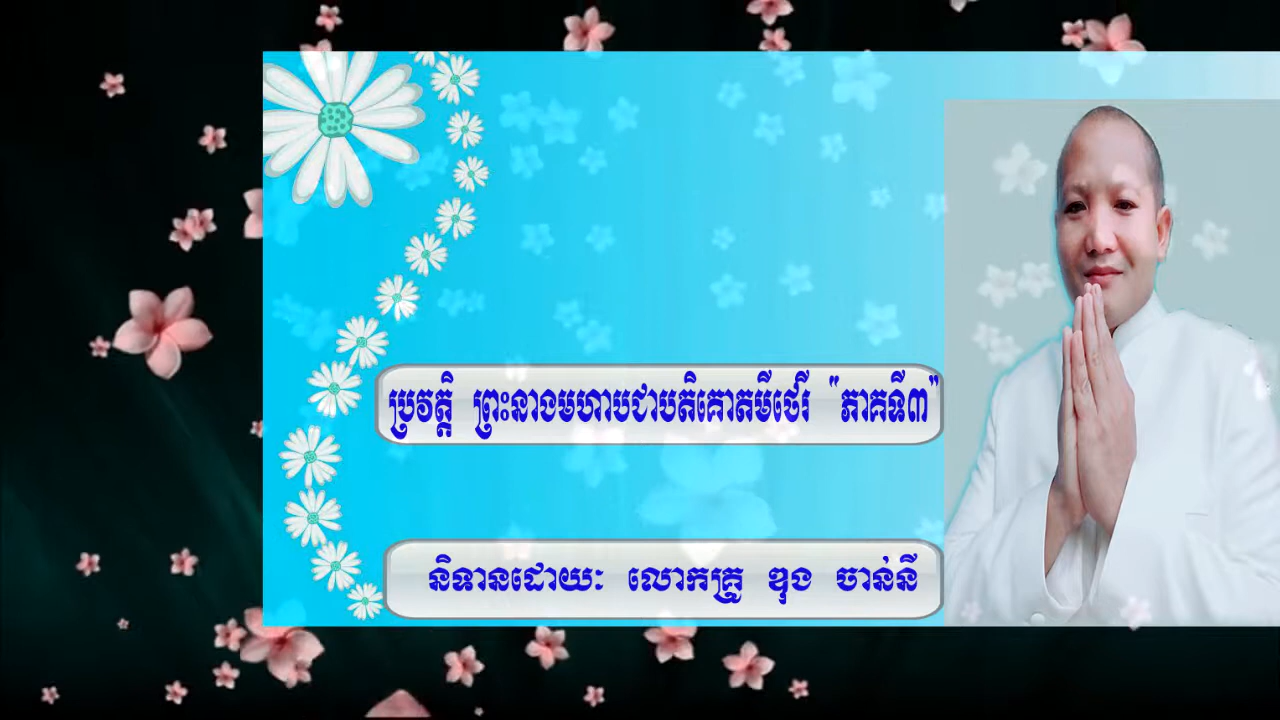 ប្រវត្តិ ព្រះនាងមហាបជាបតិគោតមីថេរី "ភាគទី៣"
និទានដោយៈ លោកគ្រូ ឌុង ចាន់នី